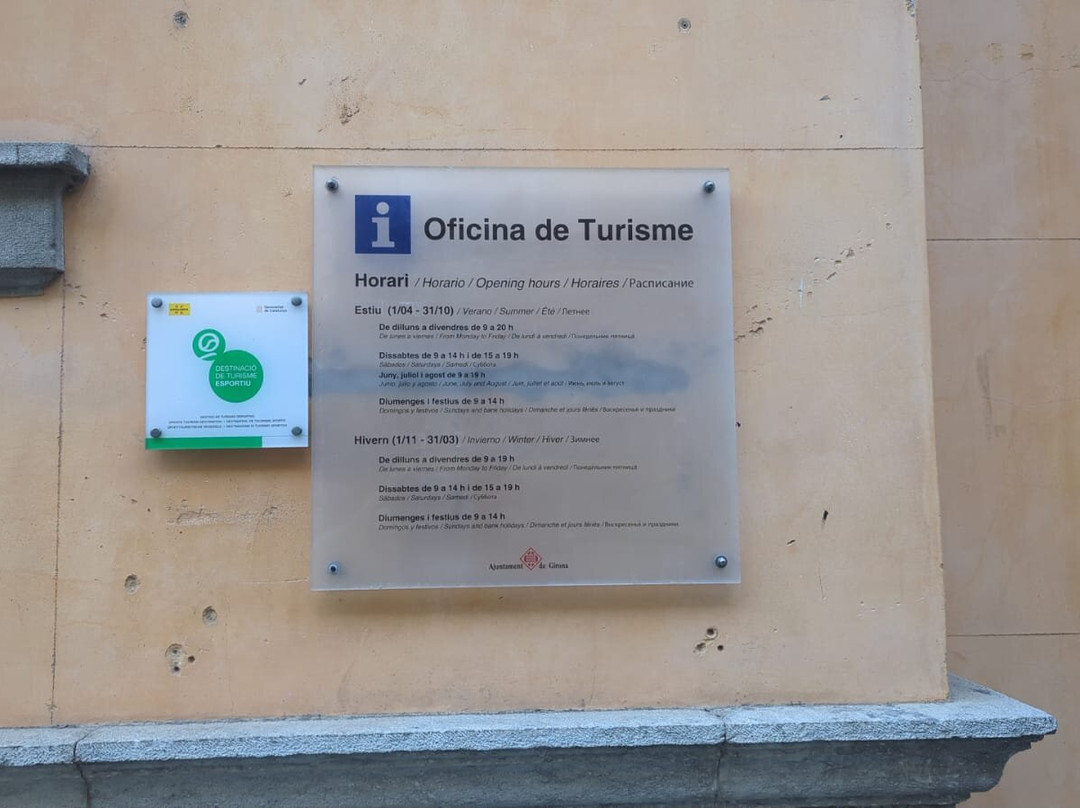 i Oficina de Turisme
Horari / Horario / Opening hours / Horaires / Расписание
Estiu (1/04 - 31/10) / Verano / Summer / Été / Летнее
De dilluns a divendres de 9 a 20 h
De lunes a viernes / From Monday to Friday / De lundi à vendredi / Понедельник-пятница
Dissabtes de 9 a 14 h i de 15 a 19 h
Sábados / Saturdays / Samedi / Суббота
Juny, juliol i agost de 9 a 19 h
Junio, julio y agosto / June, July and August / Juin, juillet et août / Июнь, июль и август
Diumenges i festius de 9 a 14 h
Domingos y festivos / Sundays and bank holidays / Dimanche et jours fériés / Воскресенья и праздники
Hivern (1/11 - 31/03) / Invierno / Winter / Hiver / Зимнее
De dilluns a divendres de 9 a 19 h
De lunes a viernes / From Monday to Friday / De lundi à vendredi / Понедельник-пятница
Dissabtes de 9 a 14 h i de 15 a 19 h
Sábados / Saturdays / Samedi / Суббота
Diumenges i festius de 9 a 14 h
Domingos y festivos / Sundays and bank holidays / Dimanche et jours fériés / Воскресенья и праздники
Ajuntament de Girona
Generalitat
de Catalunya
DESTINACIÓ
DE TURISME
ESPORTIU